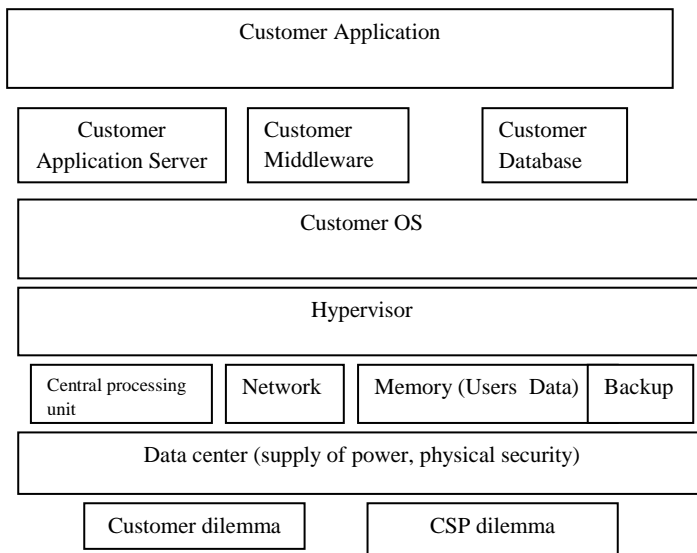 Customer Application
Customer
Application Server
Customer
Middleware
Customer
Database
Customer OS
Hypervisor
Central processing
unit
Network
Memory (Users Data)
Backup
Data center (supply of power, physical security)
Customer dilemma
CSP dilemma